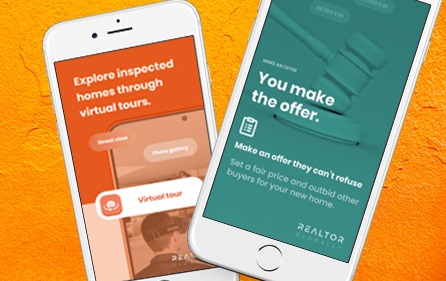 Explore inspected
homes through
virtual tours.
Street view
Photo gallery
Virtual tour
REALTOR
GLOBALLY
MAKE AN OFFER
You make
the offer.
Make an offer they can't refuse
Set a fair price and outbid other
buyers for your new home.
REALTOR
GLOBALLY